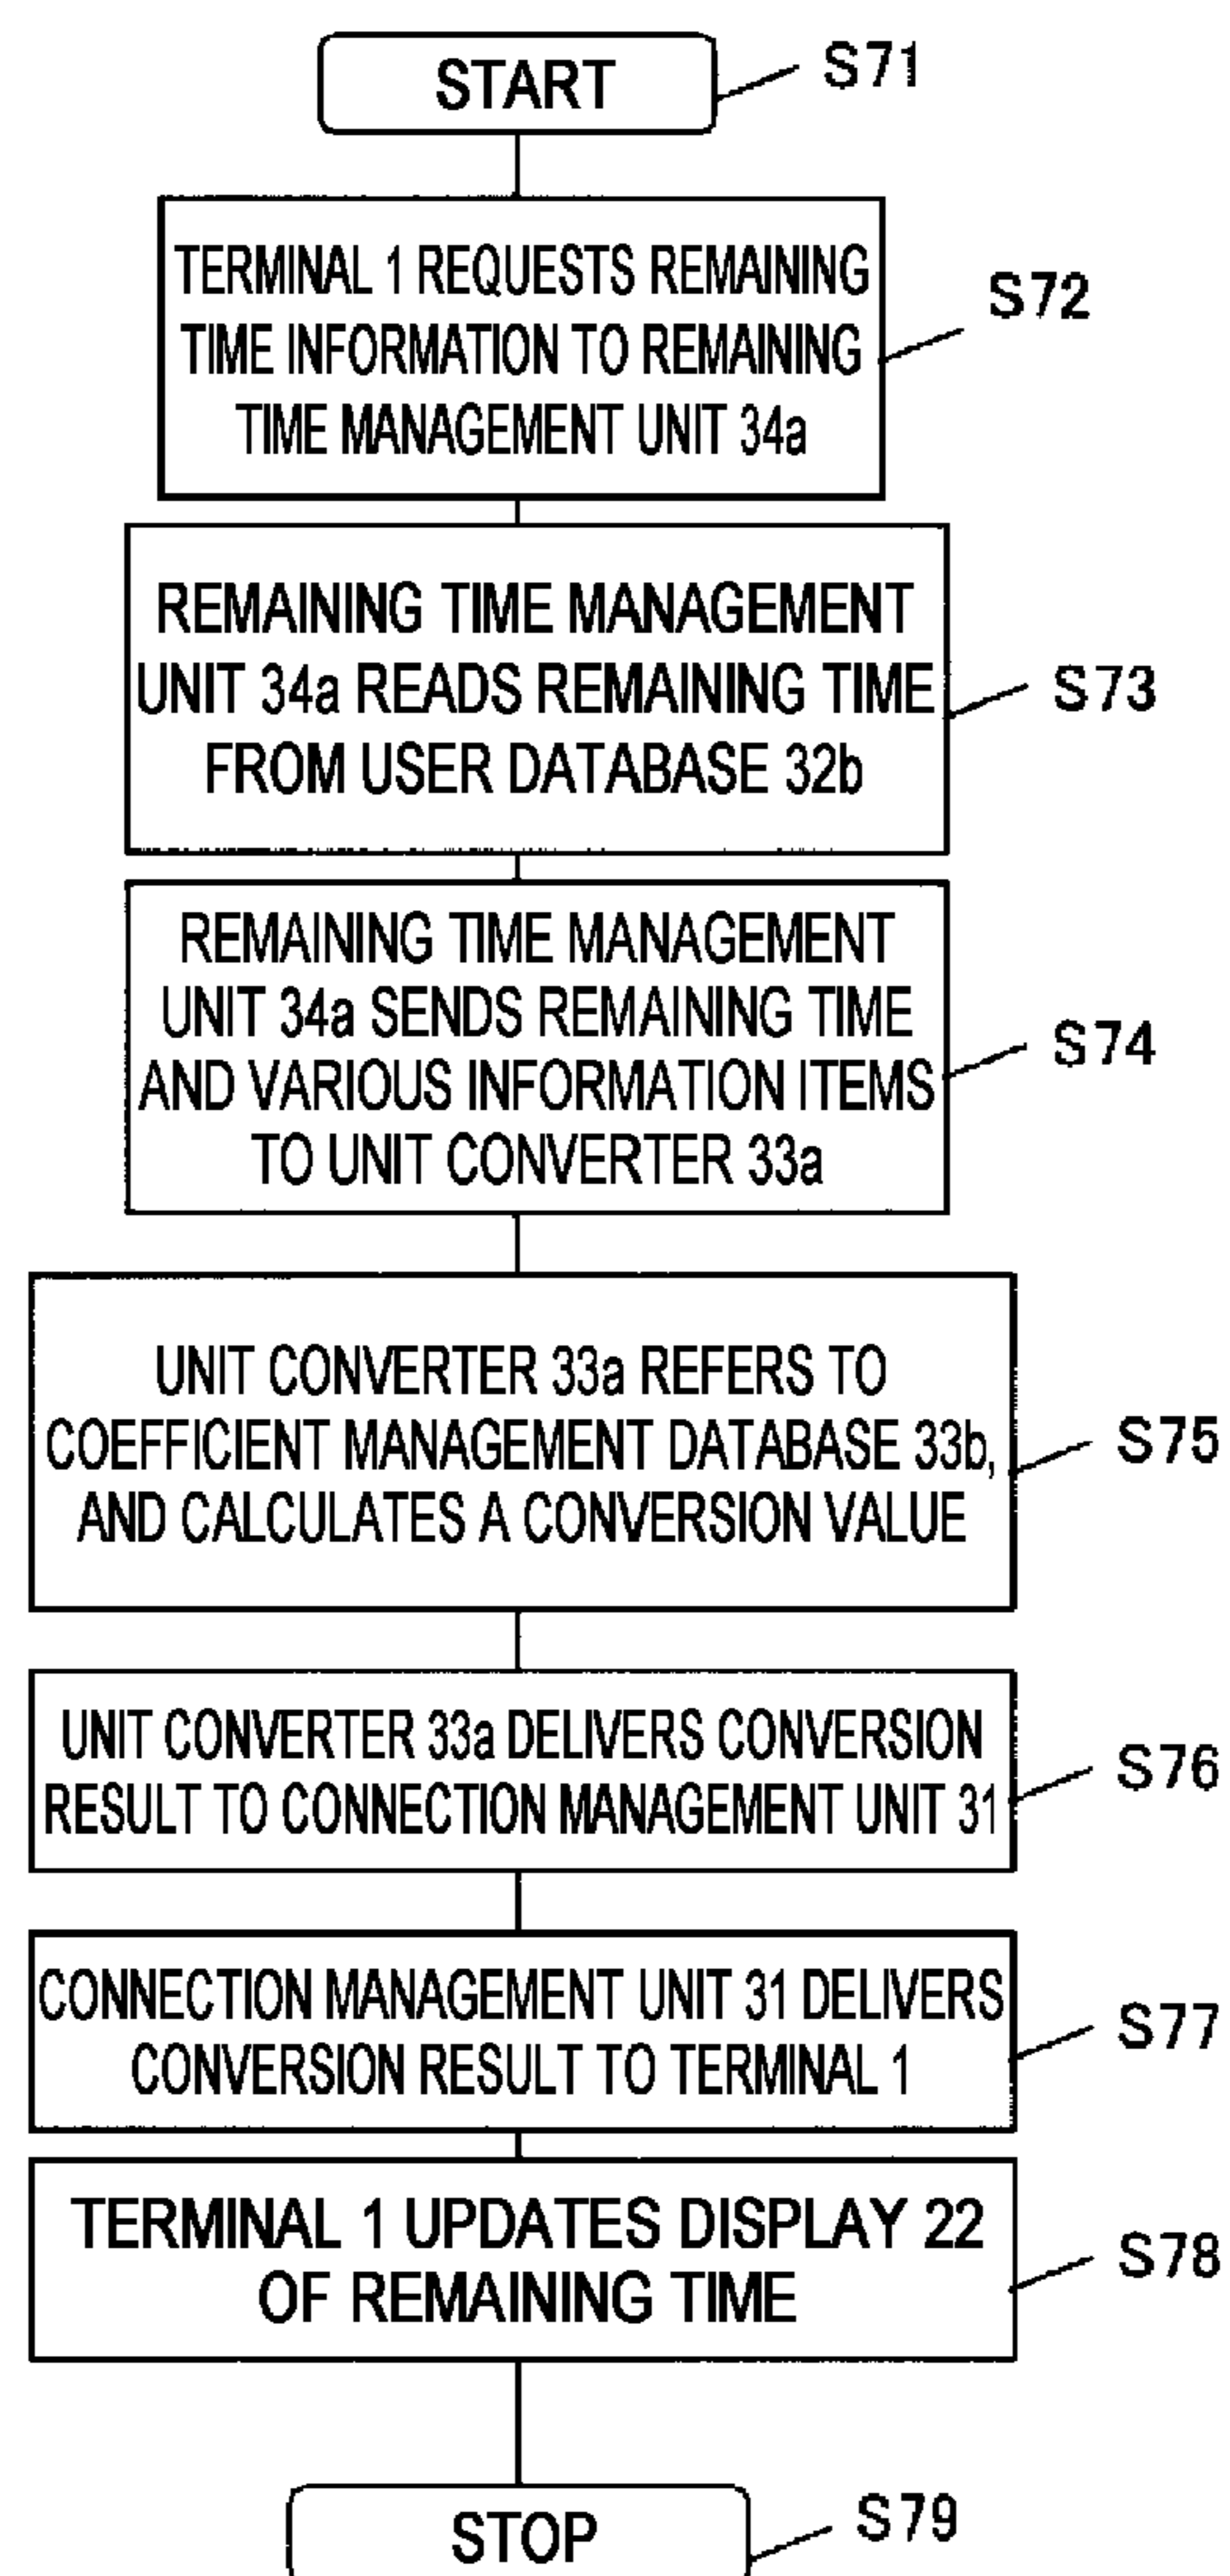 START
S71
TERMINAL 1 REQUESTS REMAINING
TIME INFORMATION TO REMAINING
TIME MANAGEMENT UNIT 34a
S72
REMAINING TIME MANAGEMENT
UNIT 34a READS REMAINING TIME
FROM USER DATABASE 32b
S73
REMAINING TIME MANAGEMENT
UNIT 34a SENDS REMAINING TIME
AND VARIOUS INFORMATION ITEMS
TO UNIT CONVERTER 33a
S74
UNIT CONVERTER 33a REFERS TO
COEFFICIENT MANAGEMENT DATABASE 33b,
AND CALCULATES A CONVERSION VALUE
S75
UNIT CONVERTER 33a DELIVERS CONVERSION
RESULT TO CONNECTION MANAGEMENT UNIT 31
S76
CONNECTION MANAGEMENT UNIT 31 DELIVERS
CONVERSION RESULT TO TERMINAL 1
S77
TERMINAL 1 UPDATES DISPLAY 22
OF REMAINING TIME
S78
STOP
S79